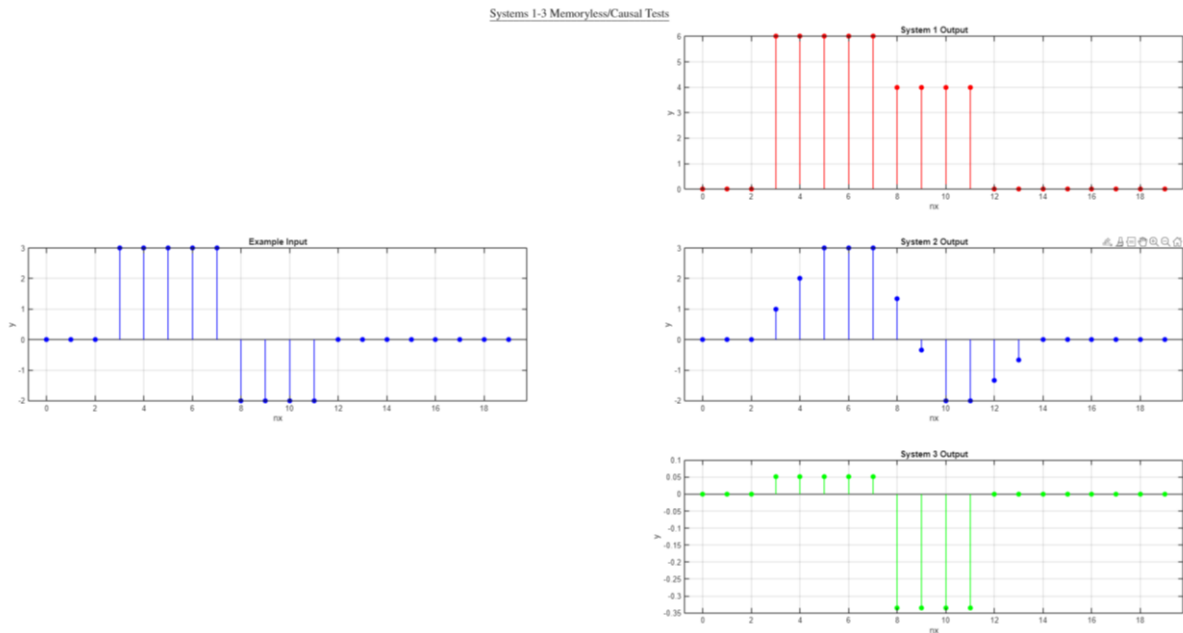 Systems 1-3 Memoryless/Causal Tests
System 1 Output
6
5
4
3
2
1
0
y
0 2 4 6 8 10 12 14 16 18
nx
Example Input
3
2
1
0
-1
-2
y
0 2 4 6 8 10 12 14 16 18
nx
System 2 Output
3
2
1
0
-1
-2
y
0 2 4 6 8 10 12 14 16 18
nx
System 3 Output
0.1
0.05
0
-0.05
-0.1
-0.15
-0.2
-0.25
-0.3
-0.35
y
0 2 4 6 8 10 12 14 16 18
nx